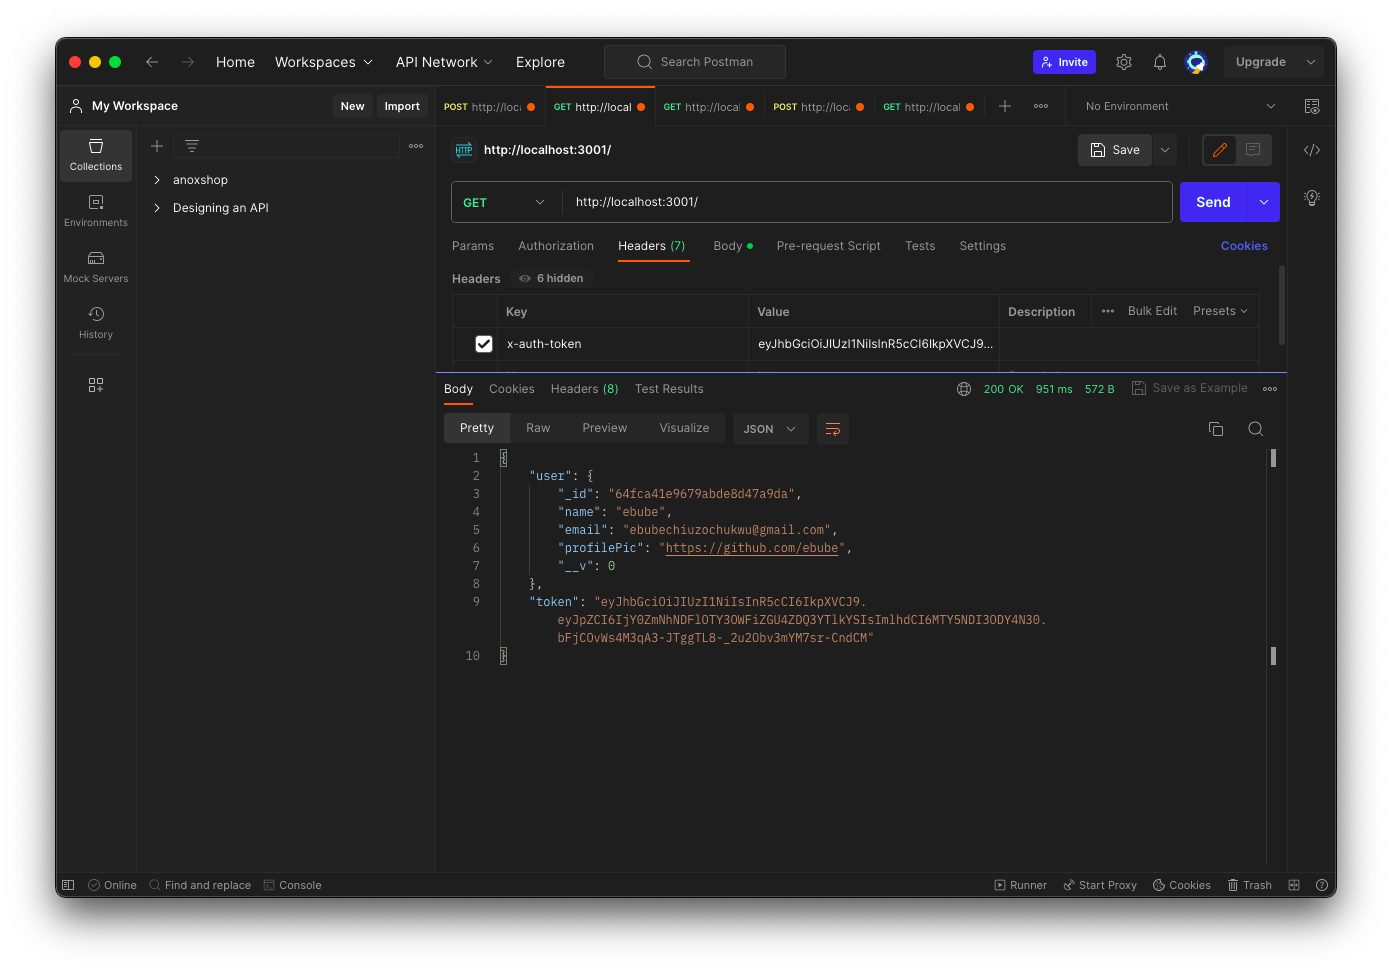 Home
Workspaces
API Network
Explore
Search Postman
Invite
Upgrade
My Workspace
New
Import
POST http://loca
GET http://local
GET http://local
POST http://loc
GET http://local
No Environment
Collections
Environments
Mock Servers
History
anoxshop
Designing an API
HTTP
http://localhost:3001/
Save
GET
http://localhost:3001/
Send
Params
Authorization
Headers (7)
Body
Pre-request Script
Tests
Settings
Cookies
Headers
6 hidden
Key
Value
Description
Bulk Edit
Presets
x-auth-token
eyJhbGciOiJIUzI1NiIsInR5cCI6IkpXVCJ9...
Body
Cookies
Headers (8)
Test Results
200 OK
951 ms
572 B
Save as Example
Pretty
Raw
Preview
Visualize
JSON
1 {
2 "user": {
3 "_id": "64fca41e9679abde8d47a9da",
4 "name": "ebube",
5 "email": "ebubechiuzochukwu@gmail.com",
6 "profilePic": "https://github.com/ebube",
7 "__v": 0
8 },
9 "token": "eyJhbGciOiJIUzI1NiIsInR5cCI6IkpXVCJ9.
eyJpZCI6IjY0ZmNhNDFlOTY3OWFiZGU4ZDQ3YTlkYSIsImlhdCI6MTY5NDI3ODY4N30.
bFjCOvWs4M3qA3-JTggTL8-_2u2Obv3mYM7sr-CndCM"
10 }
Online
Find and replace
Console
Runner
Start Proxy
Cookies
Trash